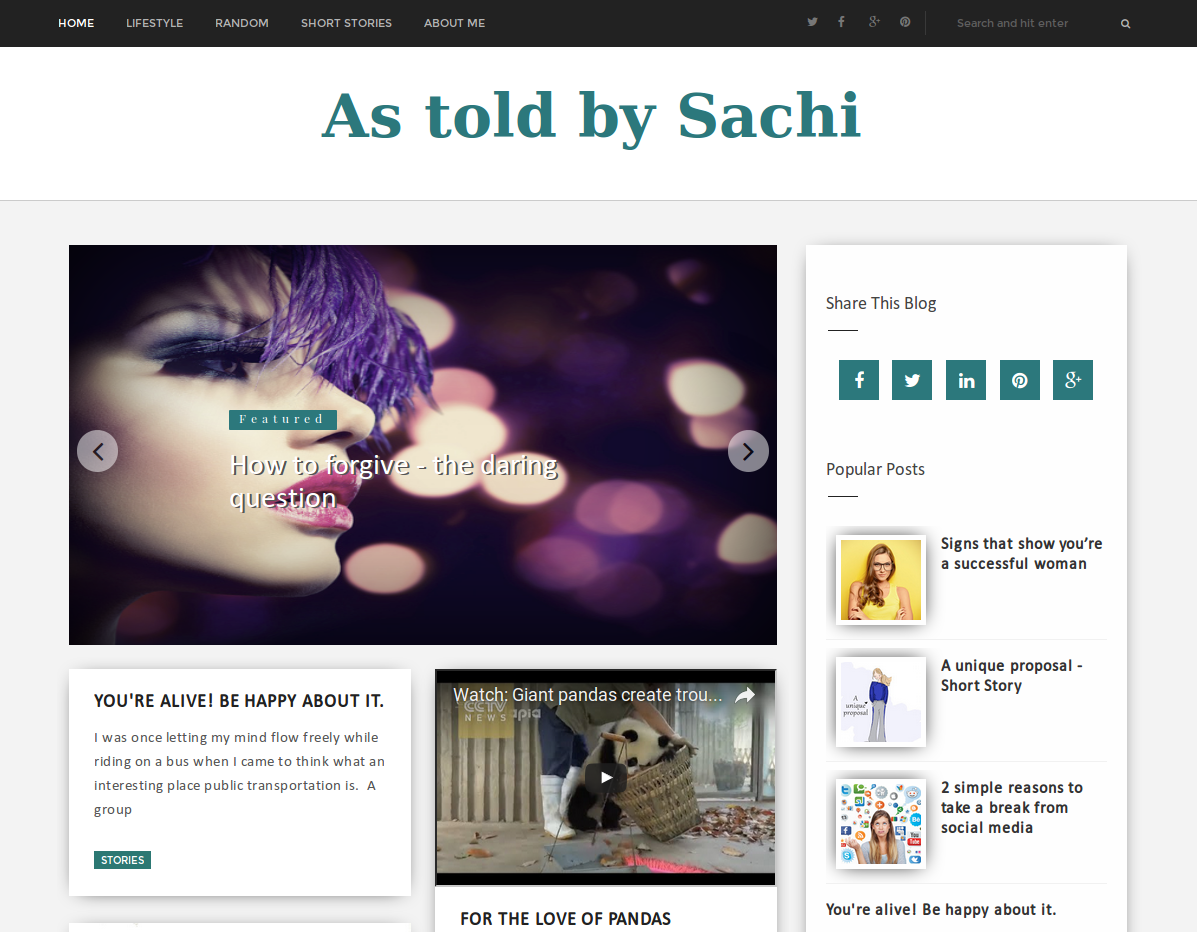 HOME LIFESTYLE RANDOM SHORT STORIES ABOUT ME Search and hit enter
As told by Sachi
Featured
How to forgive - the daring
question
YOU'RE ALIVE! BE HAPPY ABOUT IT.
I was once letting my mind flow freely while
riding on a bus when I came to think what an
interesting place public transportation is.  A
group
STORIES
Watch: Giant pandas create trou...
CCTV
NEWS
apia
FOR THE LOVE OF PANDAS
Share This Blog
Popular Posts
Signs that show you’re
a successful woman
A
unique
proposal
A unique proposal -
Short Story
2 simple reasons to
take a break from
social media
You're alive! Be happy about it.